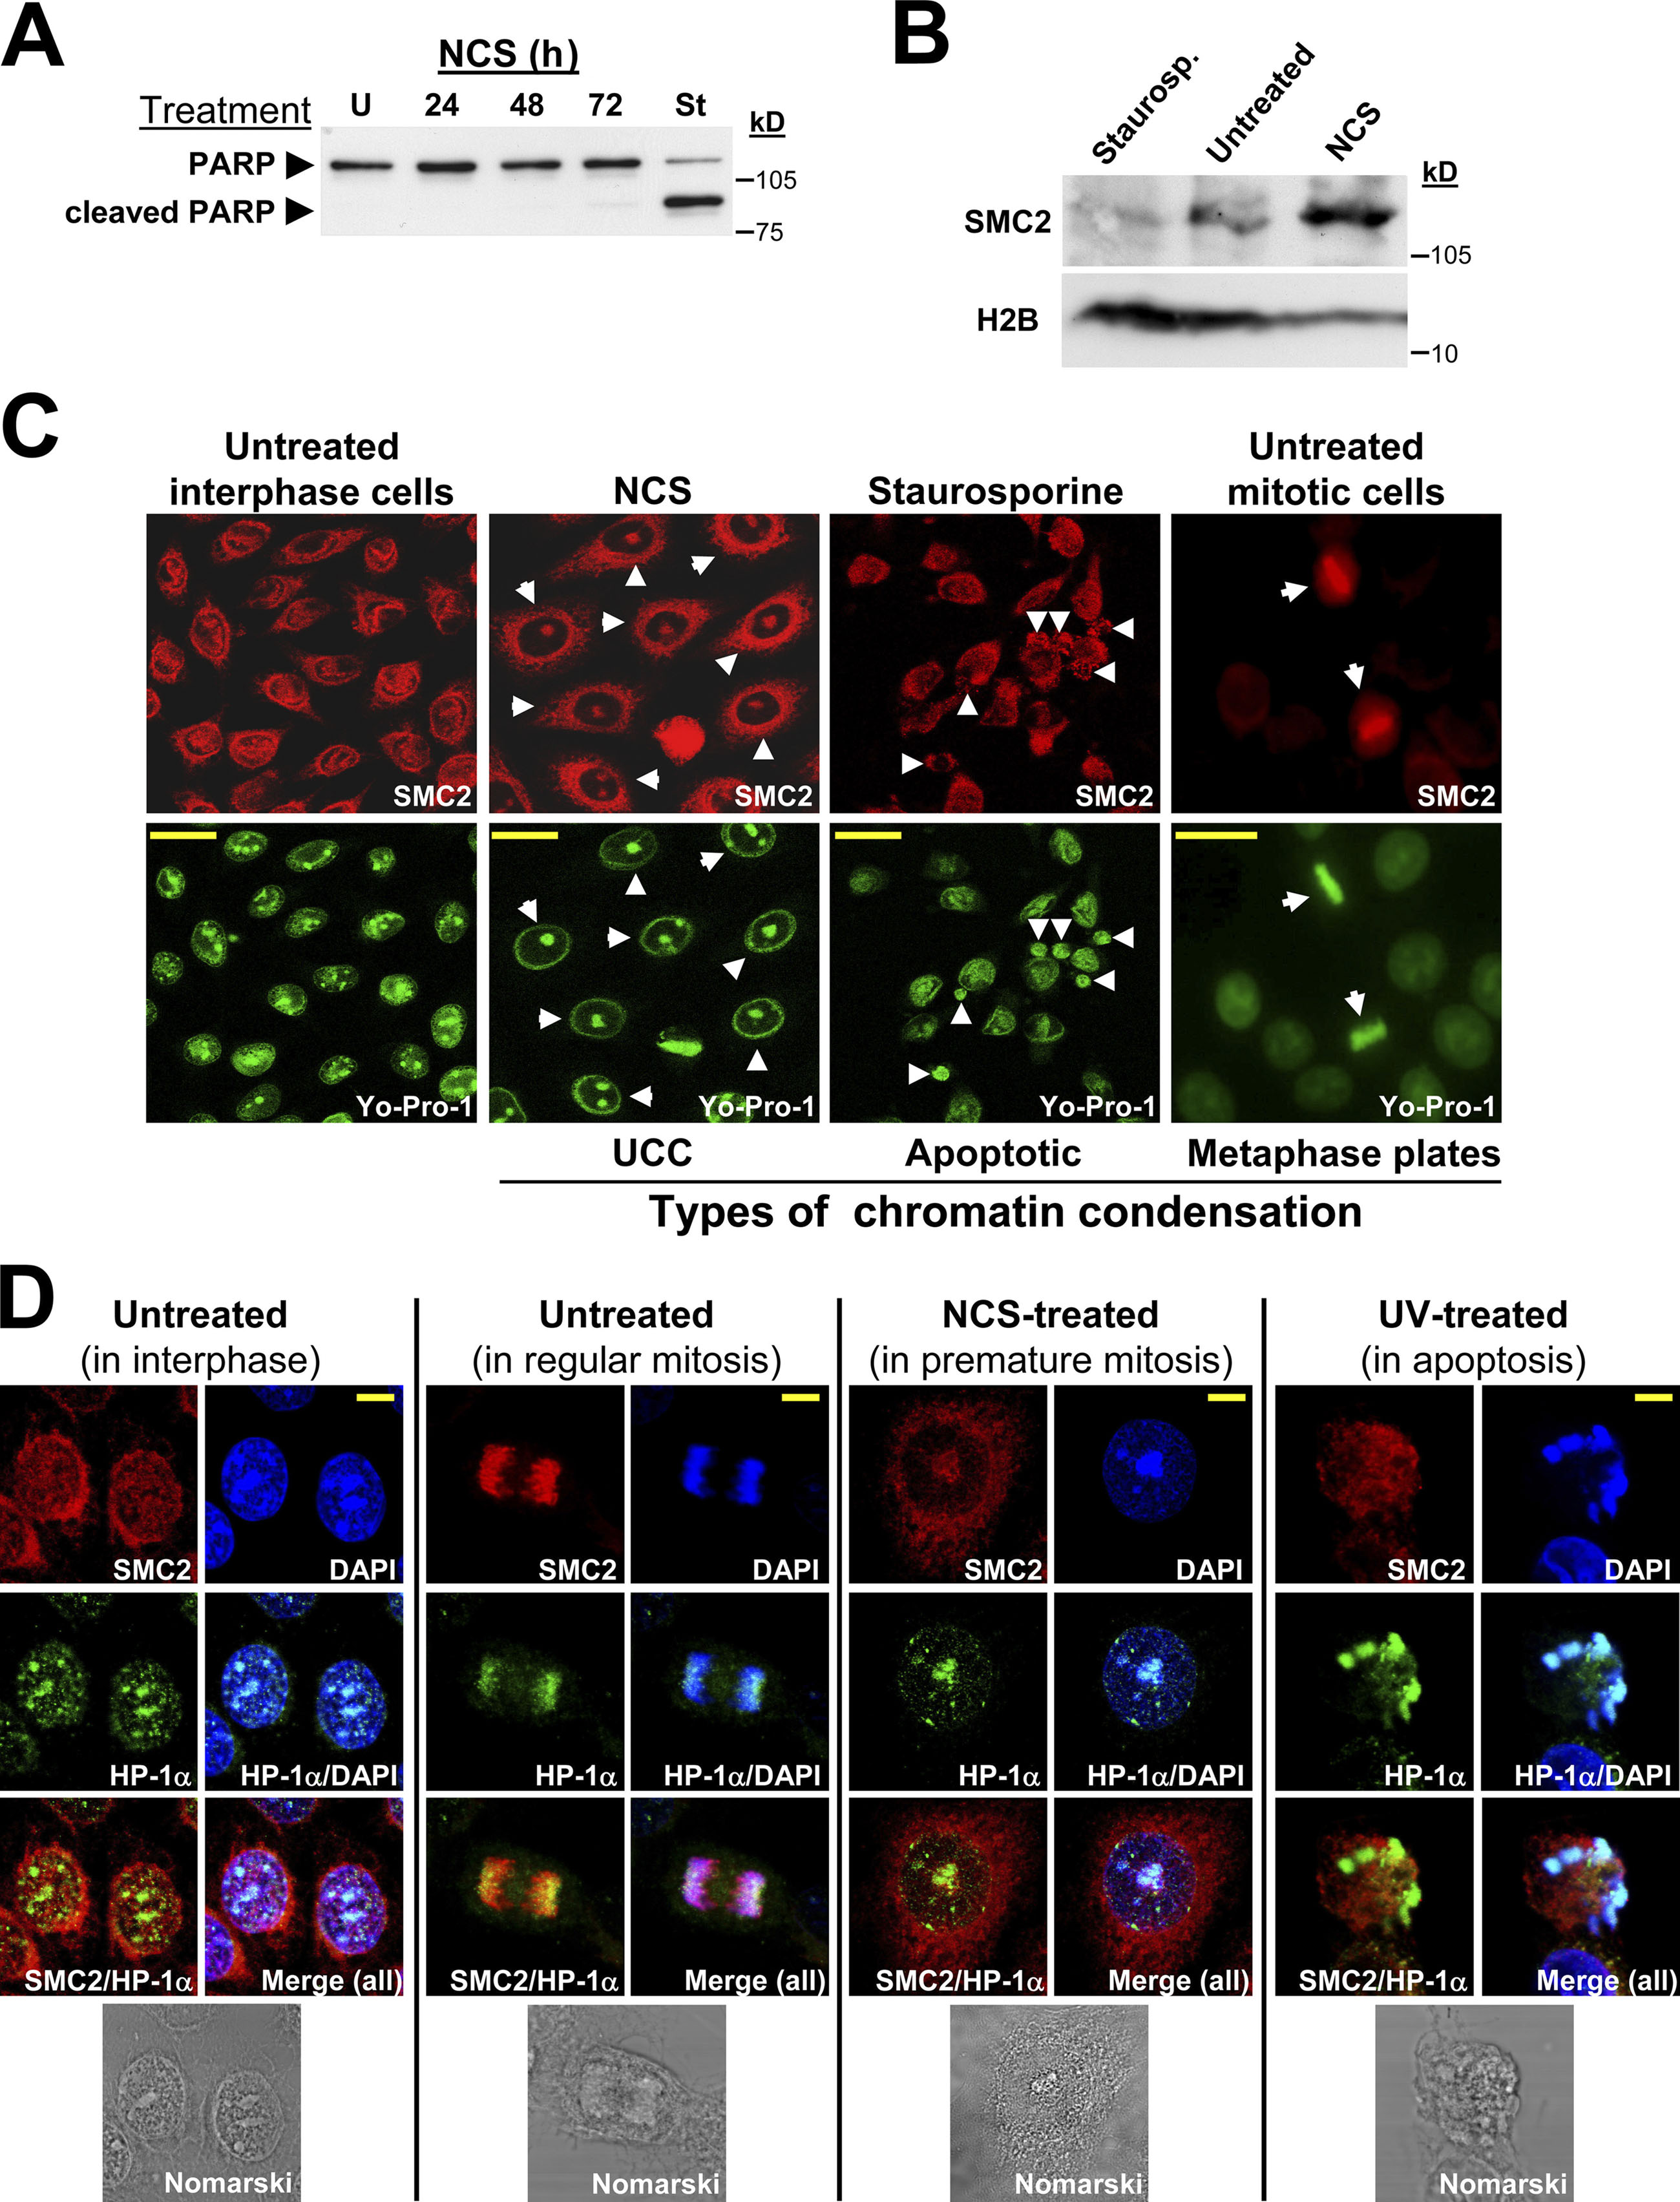 A
NCS (h)
Treatment U 24 48 72 St
kD
PARP
105
cleaved PARP
75
B
Staurosp. Untreated NCS
kD
SMC2
105
H2B
10
C
Untreated
interphase cells
NCS
Staurosporine
Untreated
mitotic cells
SMC2 SMC2 SMC2 SMC2
Yo-Pro-1 Yo-Pro-1 Yo-Pro-1 Yo-Pro-1
UCC Apoptotic Metaphase plates
Types of chromatin condensation
D
Untreated
(in interphase)
Untreated
(in regular mitosis)
NCS-treated
(in premature mitosis)
UV-treated
(in apoptosis)
SMC2 DAPI SMC2 DAPI SMC2 DAPI SMC2 DAPI
HP-1α HP-1α/DAPI HP-1α HP-1α/DAPI HP-1α HP-1α/DAPI HP-1α HP-1α/DAPI
SMC2/HP-1α Merge (all) SMC2/HP-1α Merge (all) SMC2/HP-1α Merge (all) SMC2/HP-1α Merge (all)
Nomarski Nomarski Nomarski Nomarski